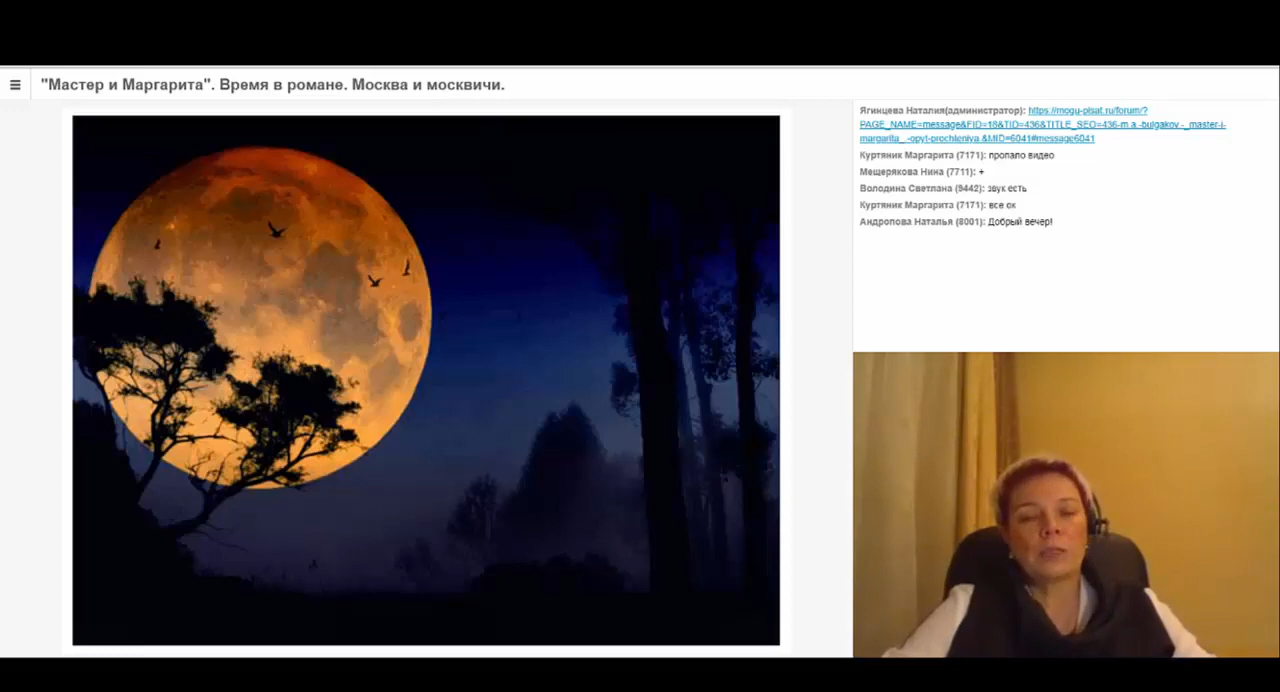 "Мастер и Маргарита". Время в романе. Москва и москвичи.
Ягинцева Наталия(администратор): https://mogu-pisat.ru/forum/?
PAGE_NAME=message&FID=18&TID=436&TITLE_SEO=436-m.a.-bulgakov.-_master-i-
margarita_.-opyt-prochteniya.&MID=6041#message6041
Куртяник Маргарита (7171): пропало видео
Мещерякова Нина (7711): +
Володина Светлана (9442): звук есть
Куртяник Маргарита (7171): все ок
Андропова Наталья (8001): Добрый вечер!